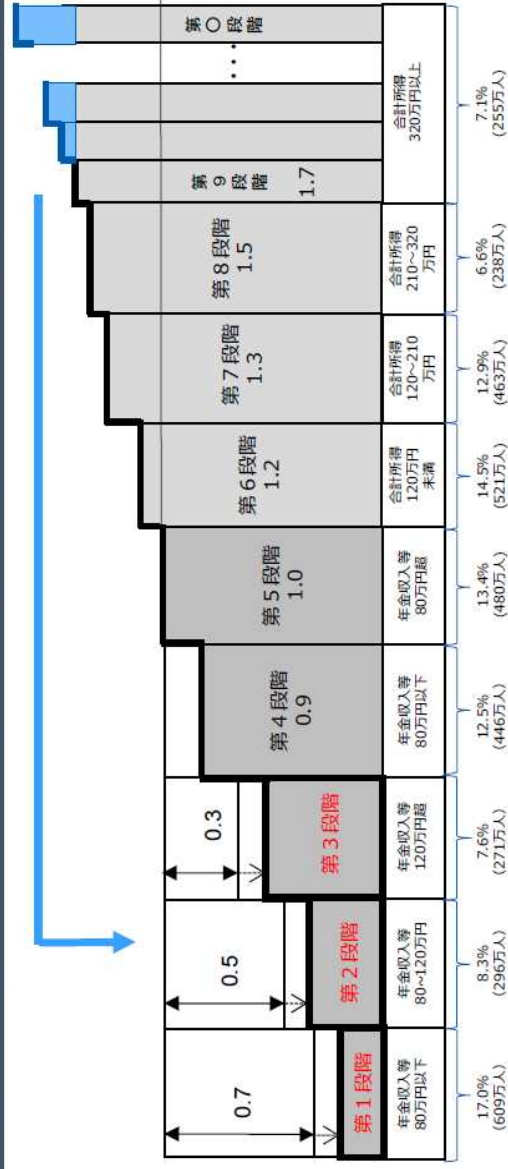 0.7
0.5
0.3
第1段階
第2段階
第3段階
第4段階
0.9
第5段階
1.0
第6段階
1.2
第7段階
1.3
第8段階
1.5
第9段階
1.7
・・・
第〇段階
年金収入等
80万円以下
年金収入等
80~120万円
年金収入等
120万円超
年金収入等
80万円以下
年金収入等
80万円超
合計所得
120万円
未満
合計所得
120~210
万円
合計所得
210~320
万円
合計所得
320万円以上
17.0%
(609万人)
8.3%
(296万人)
7.6%
(271万人)
12.5%
(446万人)
13.4%
(480万人)
14.5%
(521万人)
12.9%
(463万人)
6.6%
(238万人)
7.1%
(255万人)